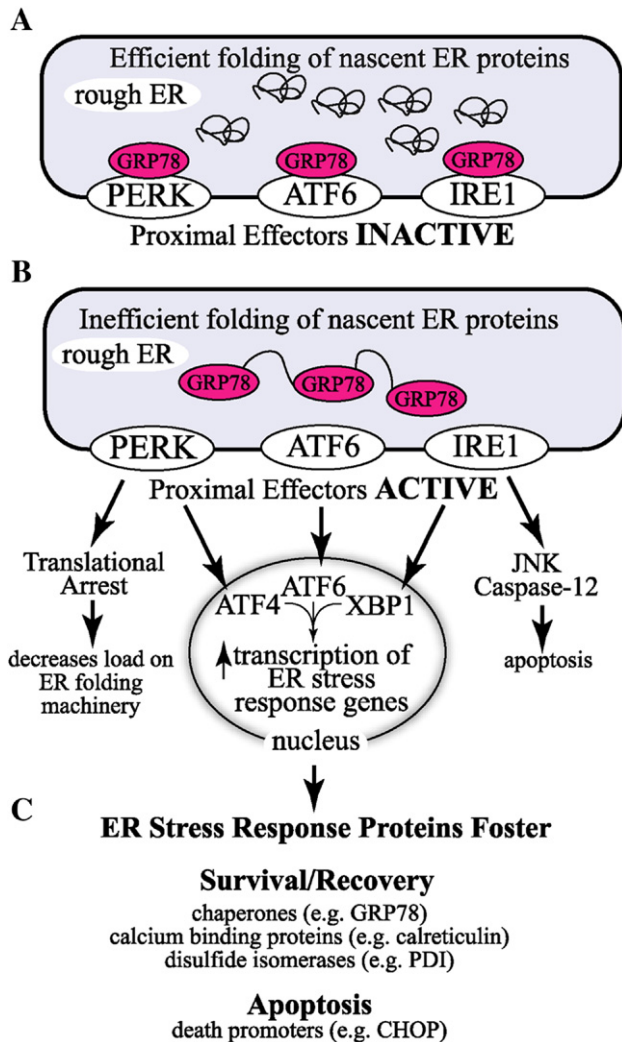 A
Efficient folding of nascent ER proteins
rough ER
GRP78 GRP78 GRP78
PERK ATF6 IRE1
Proximal Effectors INACTIVE
B
Inefficient folding of nascent ER proteins
rough ER
GRP78 GRP78 GRP78
PERK ATF6 IRE1
Proximal Effectors ACTIVE
Translational
Arrest
decreases load on
ER folding
machinery
ATF4 ATF6 XBP1
transcription of
ER stress
response genes
nucleus
JNK
Caspase-12
apoptosis
C
ER Stress Response Proteins Foster
Survival/Recovery
chaperones (e.g. GRP78)
calcium binding proteins (e.g. calreticulin)
disulfide isomerases (e.g. PDI)
Apoptosis
death promoters (e.g. CHOP)